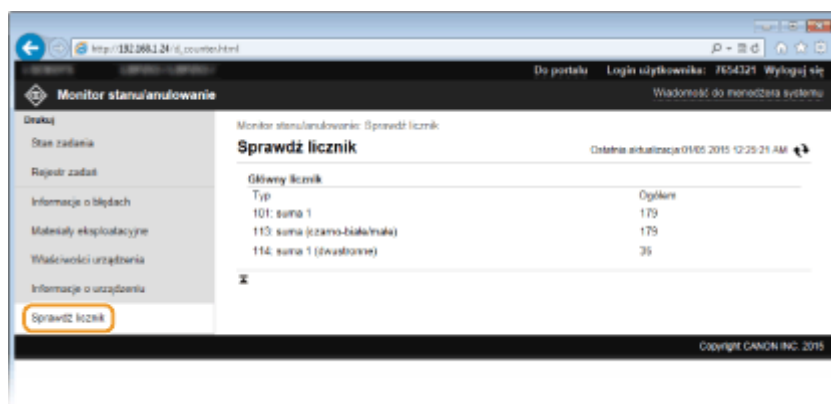 http://192.168.1.24/d_counter.html
Do portalu Login użytkownika: 7654321 Wyloguj się
Monitor stanu/anulowanie
Wiadomość do menedżera systemu
Drukuj
Stan zadania
Rejestr zadań
Informacje o błędach
Materiały eksploatacyjne
Właściwości urządzenia
Informacje o urządzeniu
Sprawdź licznik
Monitor stanu/anulowanie: Sprawdź licznik
Sprawdź licznik
Ostatnia aktualizacja:01/05 2015 12:25:21 AM
Główny licznik
Typ Ogółem
101: suma 1 179
113: suma (czarno-białe/małe) 179
114: suma 1 (dwustronne) 35
Copyright CANON INC. 2015